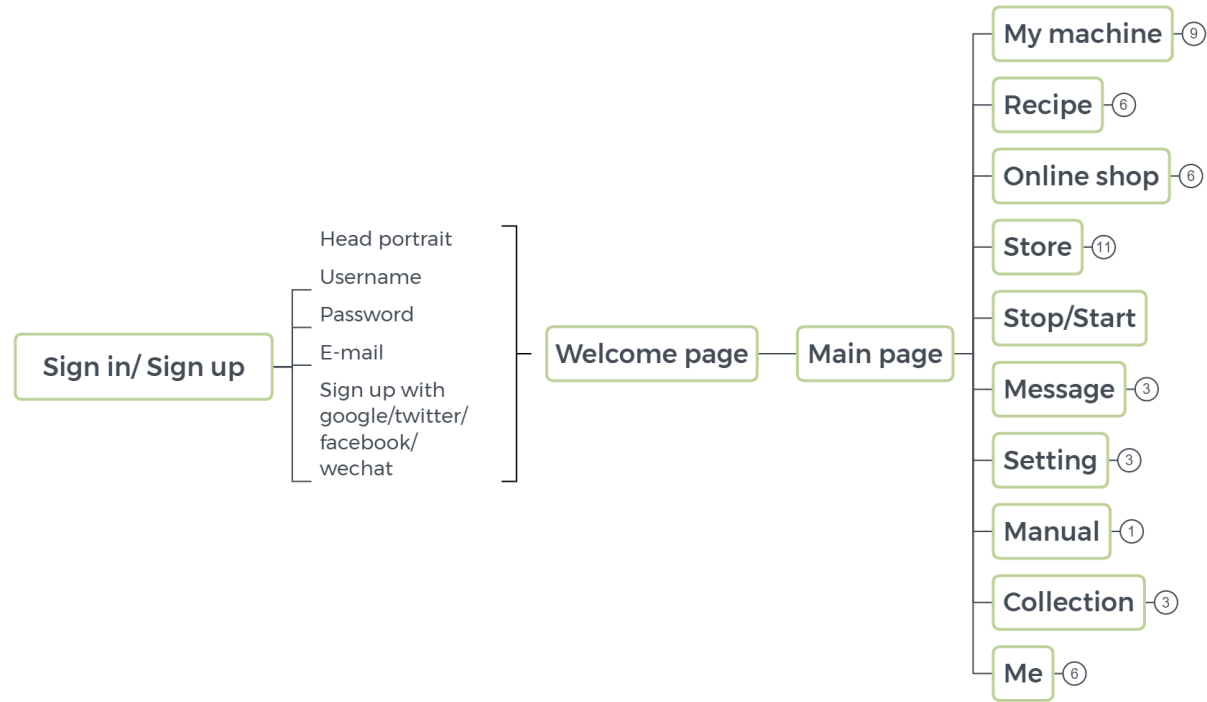 Sign in/ Sign up
Head portrait
Username
Password
E-mail
Sign up with
google/twitter/
facebook/
wechat
Welcome page
Main page
My machine 9
Recipe 6
Online shop 6
Store 11
Stop/Start
Message 3
Setting 3
Manual 1
Collection 3
Me 6